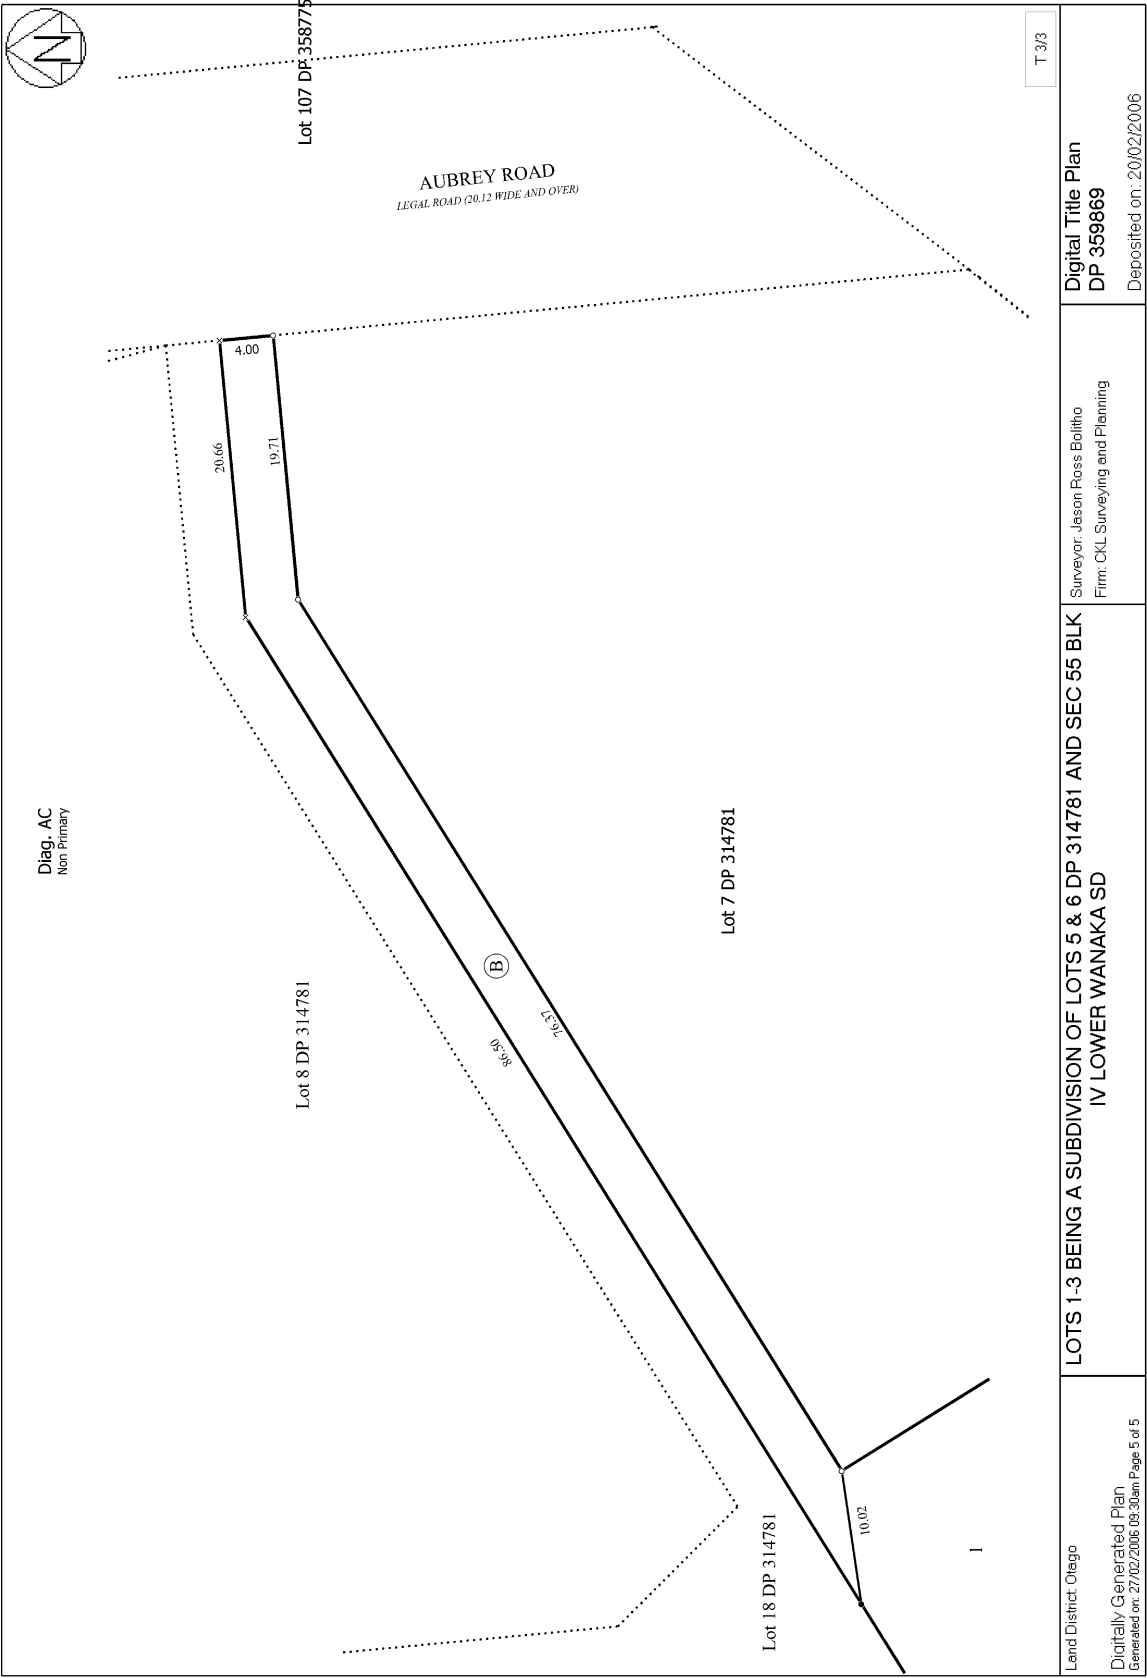 N
Diag. AC
Non Primary
Lot 107 DP 358775
AUBREY ROAD
LEGAL ROAD (20.12 WIDE AND OVER)
4.00
20.66
19.71
Lot 8 DP 314781
B
86.50
76.37
Lot 7 DP 314781
Lot 18 DP 314781
10.02
1
T 3/3
Land District: Otago
Digitally Generated Plan
Generated on: 27/02/2006 09:30am Page 5 of 5
LOTS 1-3 BEING A SUBDIVISION OF LOTS 5 & 6 DP 314781 AND SEC 55 BLK
IV LOWER WANAKA SD
Surveyor: Jason Ross Bolitho
Firm: CKL Surveying and Planning
Digital Title Plan
DP 359869
Deposited on: 20/02/2006